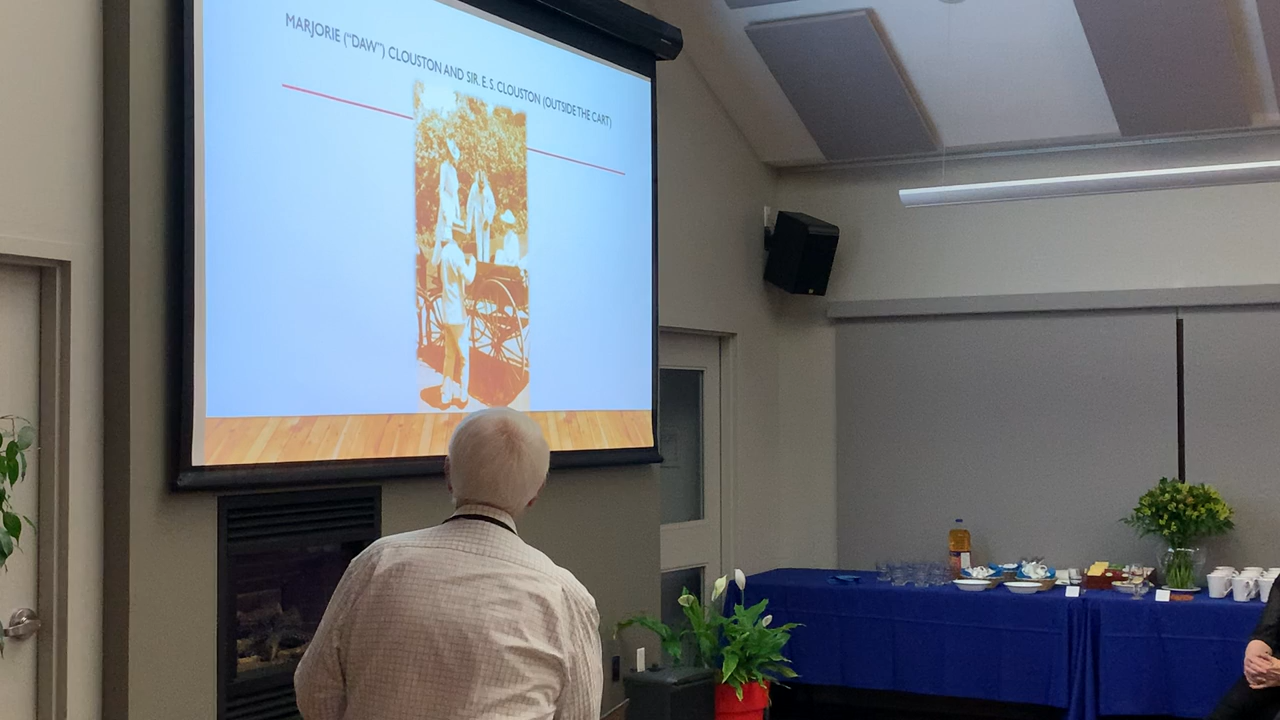 MARJORIE ("DAW") CLOUSTON AND SIR. E. S. CLOUSTON (OUTSIDE THE CART)